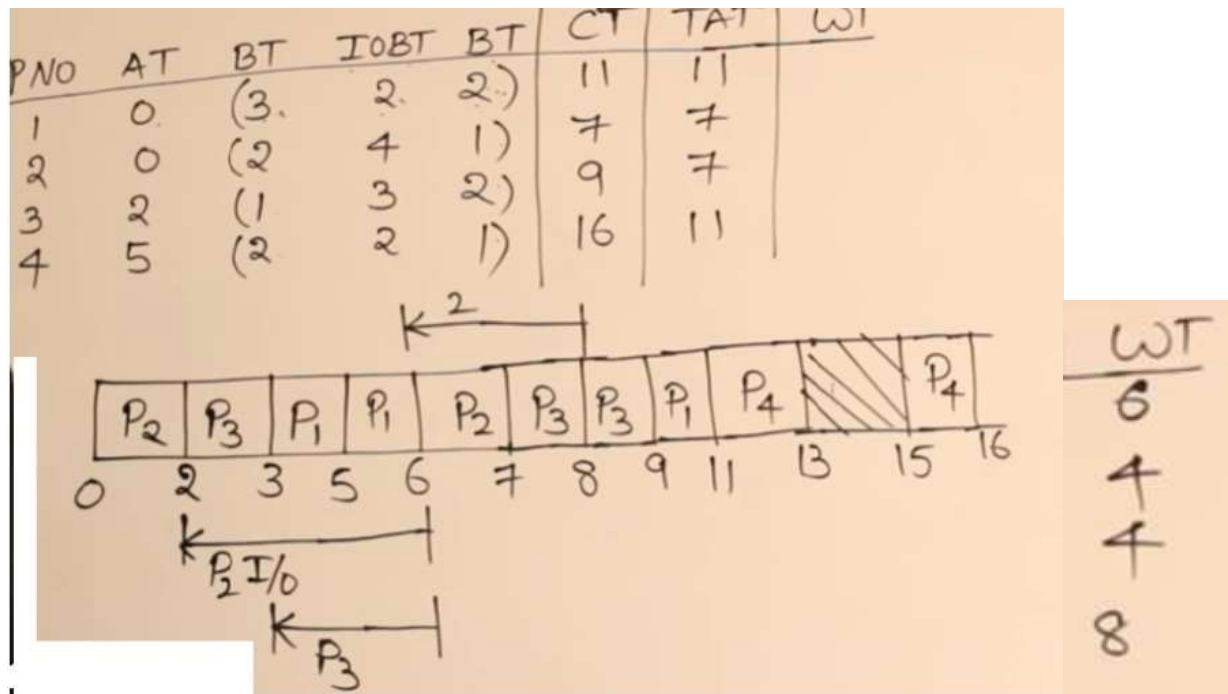 PNO AT BT IOBT BT CT TAT WT
1 0 (3. 2. 2) 11 11
2 0 (2 4 1) 7 7
3 2 (1 3 2) 9 7
4 5 (2 2 1) 16 11
2
P2 P3 P1 P1 P2 P3 P3 P1 P4 P4
0 2 3 5 6 7 8 9 11 13 15 16
P2 I/0
P3
WT
6
4
4
8